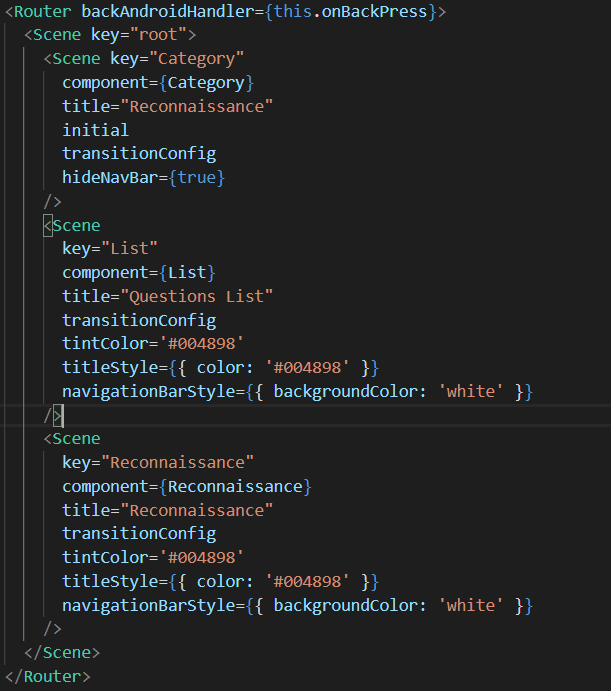 <Router backAndroidHandler={this.onBackPress}>
<Scene key="root">
<Scene key="Category"
component={Category}
title="Reconnaissance"
initial
transitionConfig
hideNavBar={true}
/>
<Scene
key="List"
component={List}
title="Questions List"
transitionConfig
tintColor='#004898'
titleStyle={{ color: '#004898' }}
navigationBarStyle={{ backgroundColor: 'white' }}
/>
<Scene
key="Reconnaissance"
component={Reconnaissance}
title="Reconnaissance"
transitionConfig
tintColor='#004898'
titleStyle={{ color: '#004898' }}
navigationBarStyle={{ backgroundColor: 'white' }}
/>
</Scene>
</Router>